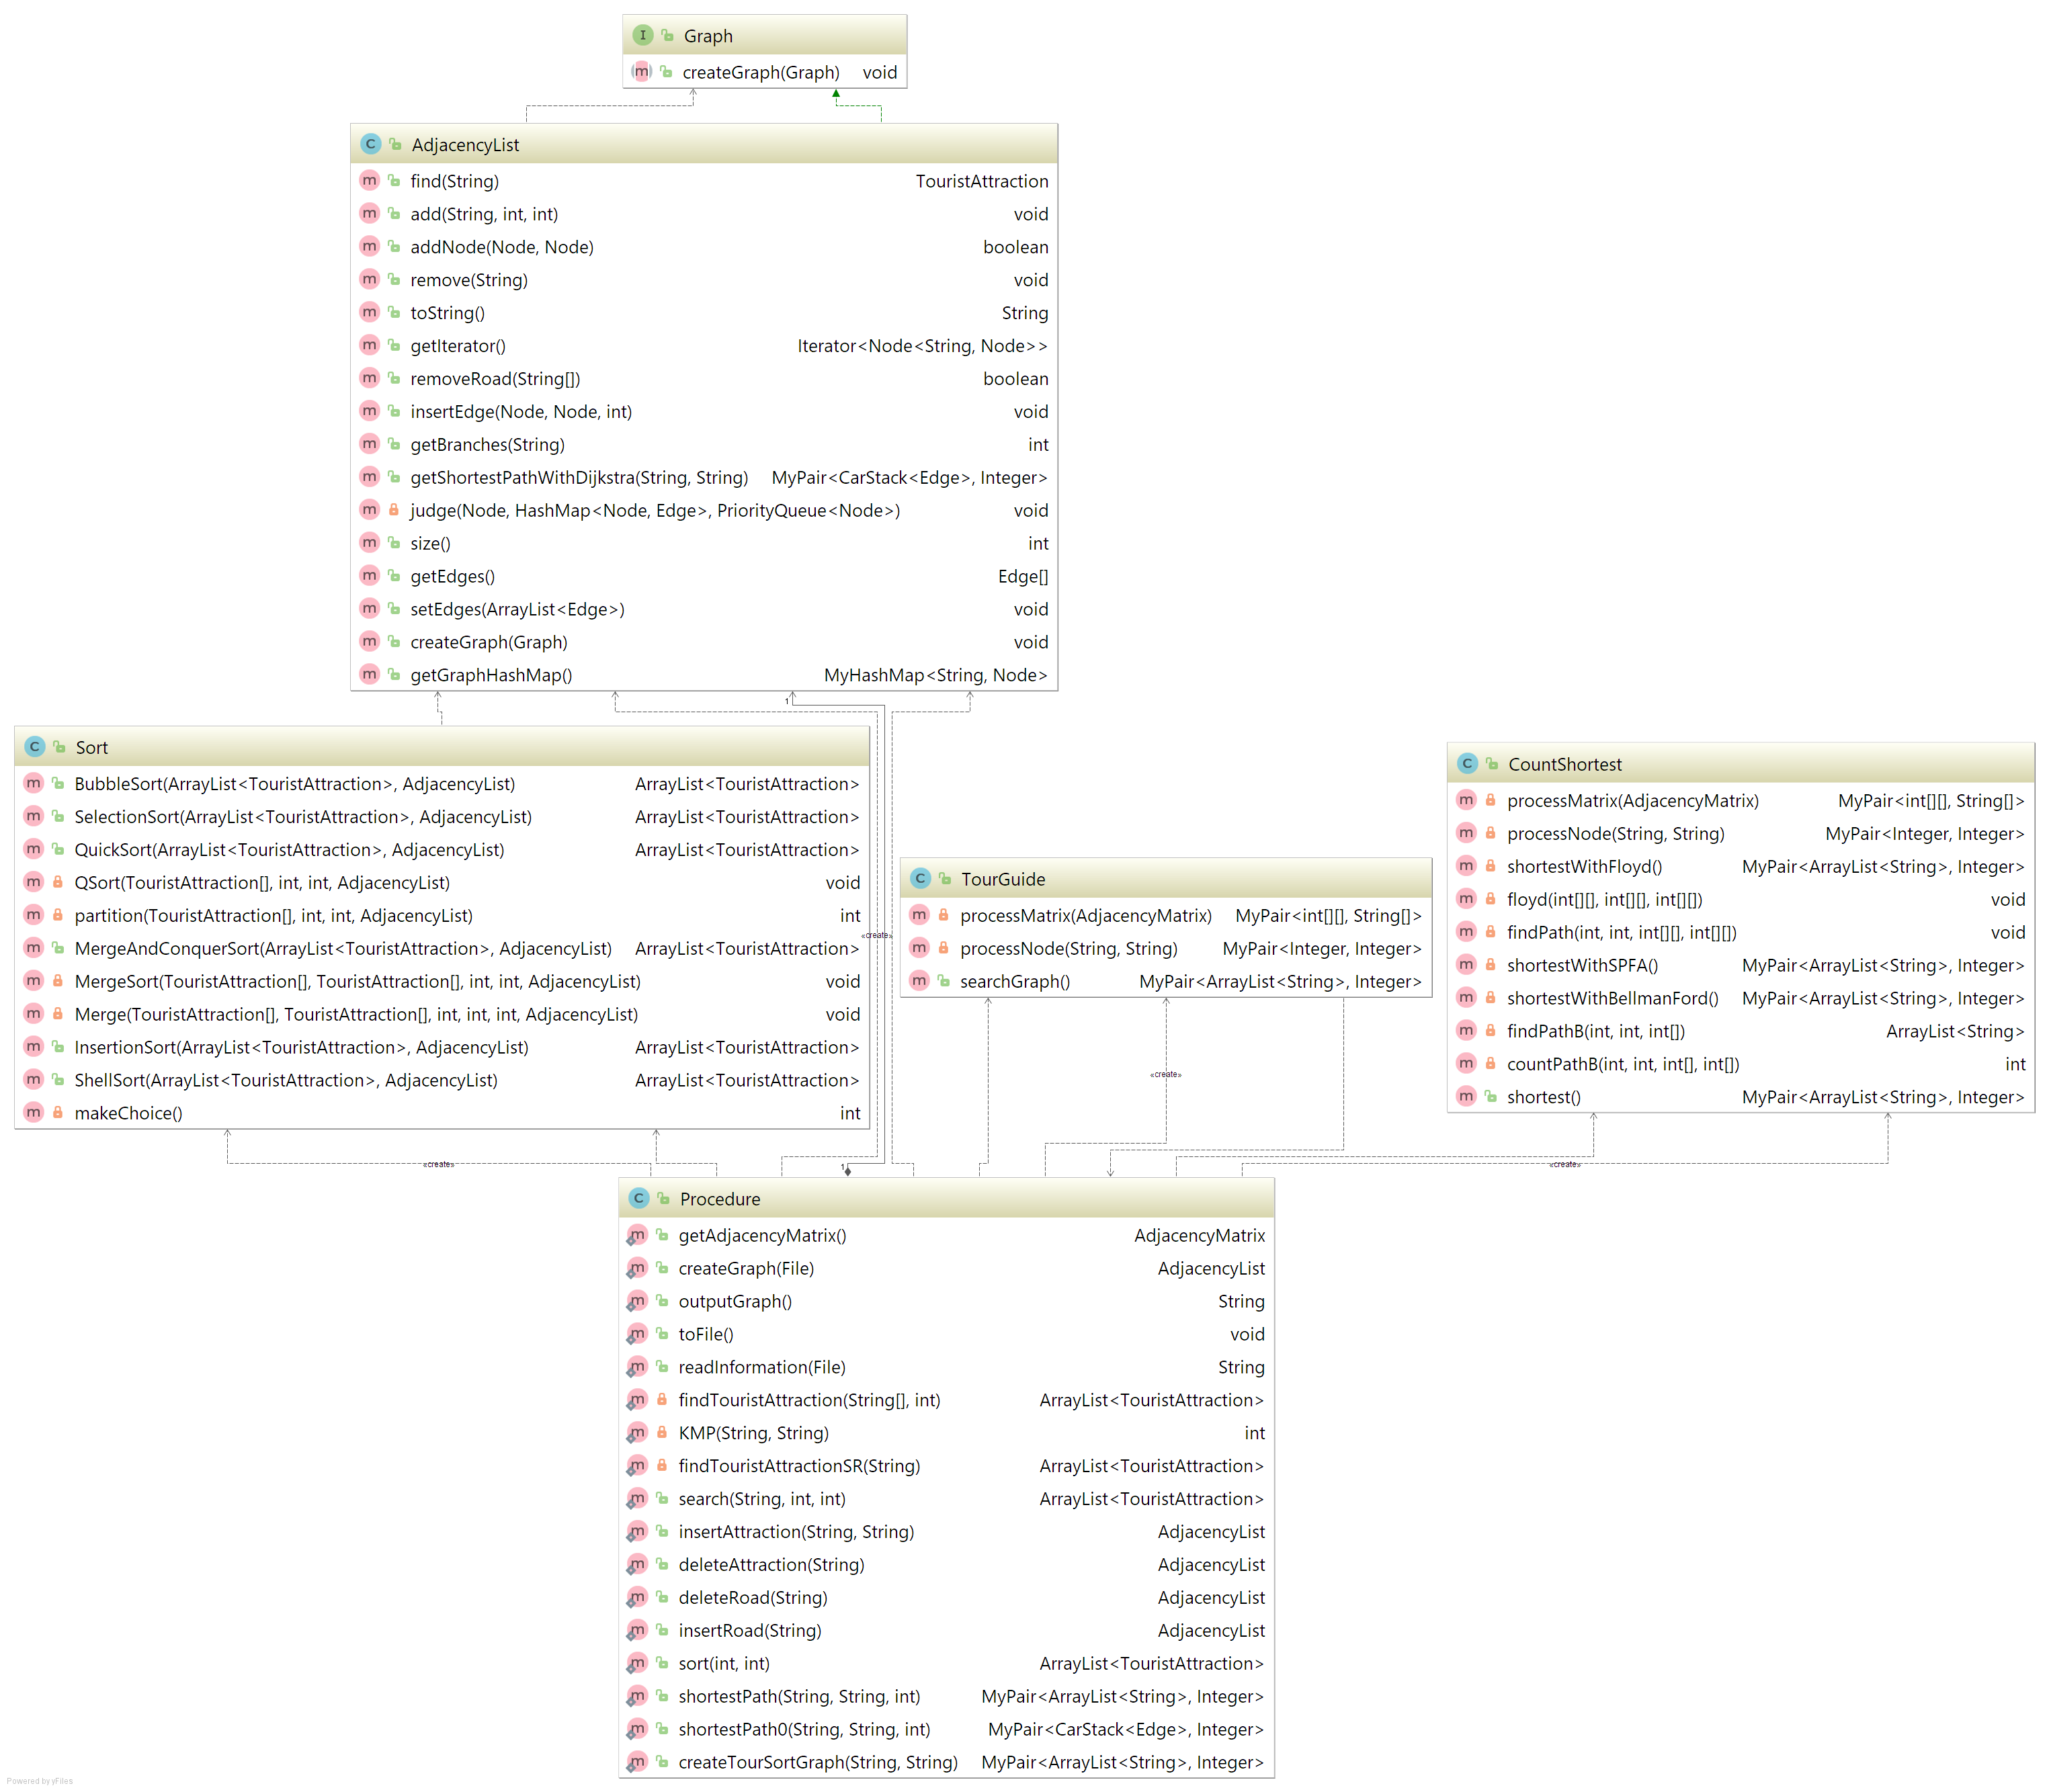 I Graph
m createGraph(Graph) void
C AdjacencyList
m find(String) TouristAttraction
m add(String, int, int) void
m addNode(Node, Node) boolean
m remove(String) void
m toString() String
m getIterator() Iterator<Node<String, Node>>
m removeRoad(String[]) boolean
m insertEdge(Node, Node, int) void
m getBranches(String) int
m getShortestPathWithDijkstra(String, String) MyPair<CarStack<Edge>, Integer>
m judge(Node, HashMap<Node, Edge>, PriorityQueue<Node>) void
m size() int
m getEdges() Edge[]
m setEdges(ArrayList<Edge>) void
m createGraph(Graph) void
m getGraphHashMap() MyHashMap<String, Node>
1
C Sort
m BubbleSort(ArrayList<TouristAttraction>, AdjacencyList) ArrayList<TouristAttraction>
m SelectionSort(ArrayList<TouristAttraction>, AdjacencyList) ArrayList<TouristAttraction>
m QuickSort(ArrayList<TouristAttraction>, AdjacencyList) ArrayList<TouristAttraction>
m QSort(TouristAttraction[], int, int, AdjacencyList) void
m partition(TouristAttraction[], int, int, AdjacencyList) int
m MergeAndConquerSort(ArrayList<TouristAttraction>, AdjacencyList) ArrayList<TouristAttraction>
m MergeSort(TouristAttraction[], TouristAttraction[], int, int, AdjacencyList) void
m Merge(TouristAttraction[], TouristAttraction[], int, int, int, AdjacencyList) void
m InsertionSort(ArrayList<TouristAttraction>, AdjacencyList) ArrayList<TouristAttraction>
m ShellSort(ArrayList<TouristAttraction>, AdjacencyList) ArrayList<TouristAttraction>
m makeChoice() int
«create»
C TourGuide
m processMatrix(AdjacencyMatrix) MyPair<int[][], String[]>
m processNode(String, String) MyPair<Integer, Integer>
m searchGraph() MyPair<ArrayList<String>, Integer>
«create»
C CountShortest
m processMatrix(AdjacencyMatrix) MyPair<int[][], String[]>
m processNode(String, String) MyPair<Integer, Integer>
m shortestWithFloyd() MyPair<ArrayList<String>, Integer>
m floyd(int[][], int[][], int[][]) void
m findPath(int, int, int[][], int[][]) void
m shortestWithSPFA() MyPair<ArrayList<String>, Integer>
m shortestWithBellmanFord() MyPair<ArrayList<String>, Integer>
m findPathB(int, int, int[]) ArrayList<String>
m countPathB(int, int, int[], int[]) int
m shortest() MyPair<ArrayList<String>, Integer>
«create»
1
«create»
C Procedure
m getAdjacencyMatrix() AdjacencyMatrix
m createGraph(File) AdjacencyList
m outputGraph() String
m toFile() void
m readInformation(File) String
m findTouristAttraction(String[], int) ArrayList<TouristAttraction>
m KMP(String, String) int
m findTouristAttractionSR(String) ArrayList<TouristAttraction>
m search(String, int, int) ArrayList<TouristAttraction>
m insertAttraction(String, String) AdjacencyList
m deleteAttraction(String) AdjacencyList
m deleteRoad(String) AdjacencyList
m insertRoad(String) AdjacencyList
m sort(int, int) ArrayList<TouristAttraction>
m shortestPath(String, String, int) MyPair<ArrayList<String>, Integer>
m shortestPath0(String, String, int) MyPair<CarStack<Edge>, Integer>
m createTourSortGraph(String, String) MyPair<ArrayList<String>, Integer>
Powered by yFiles